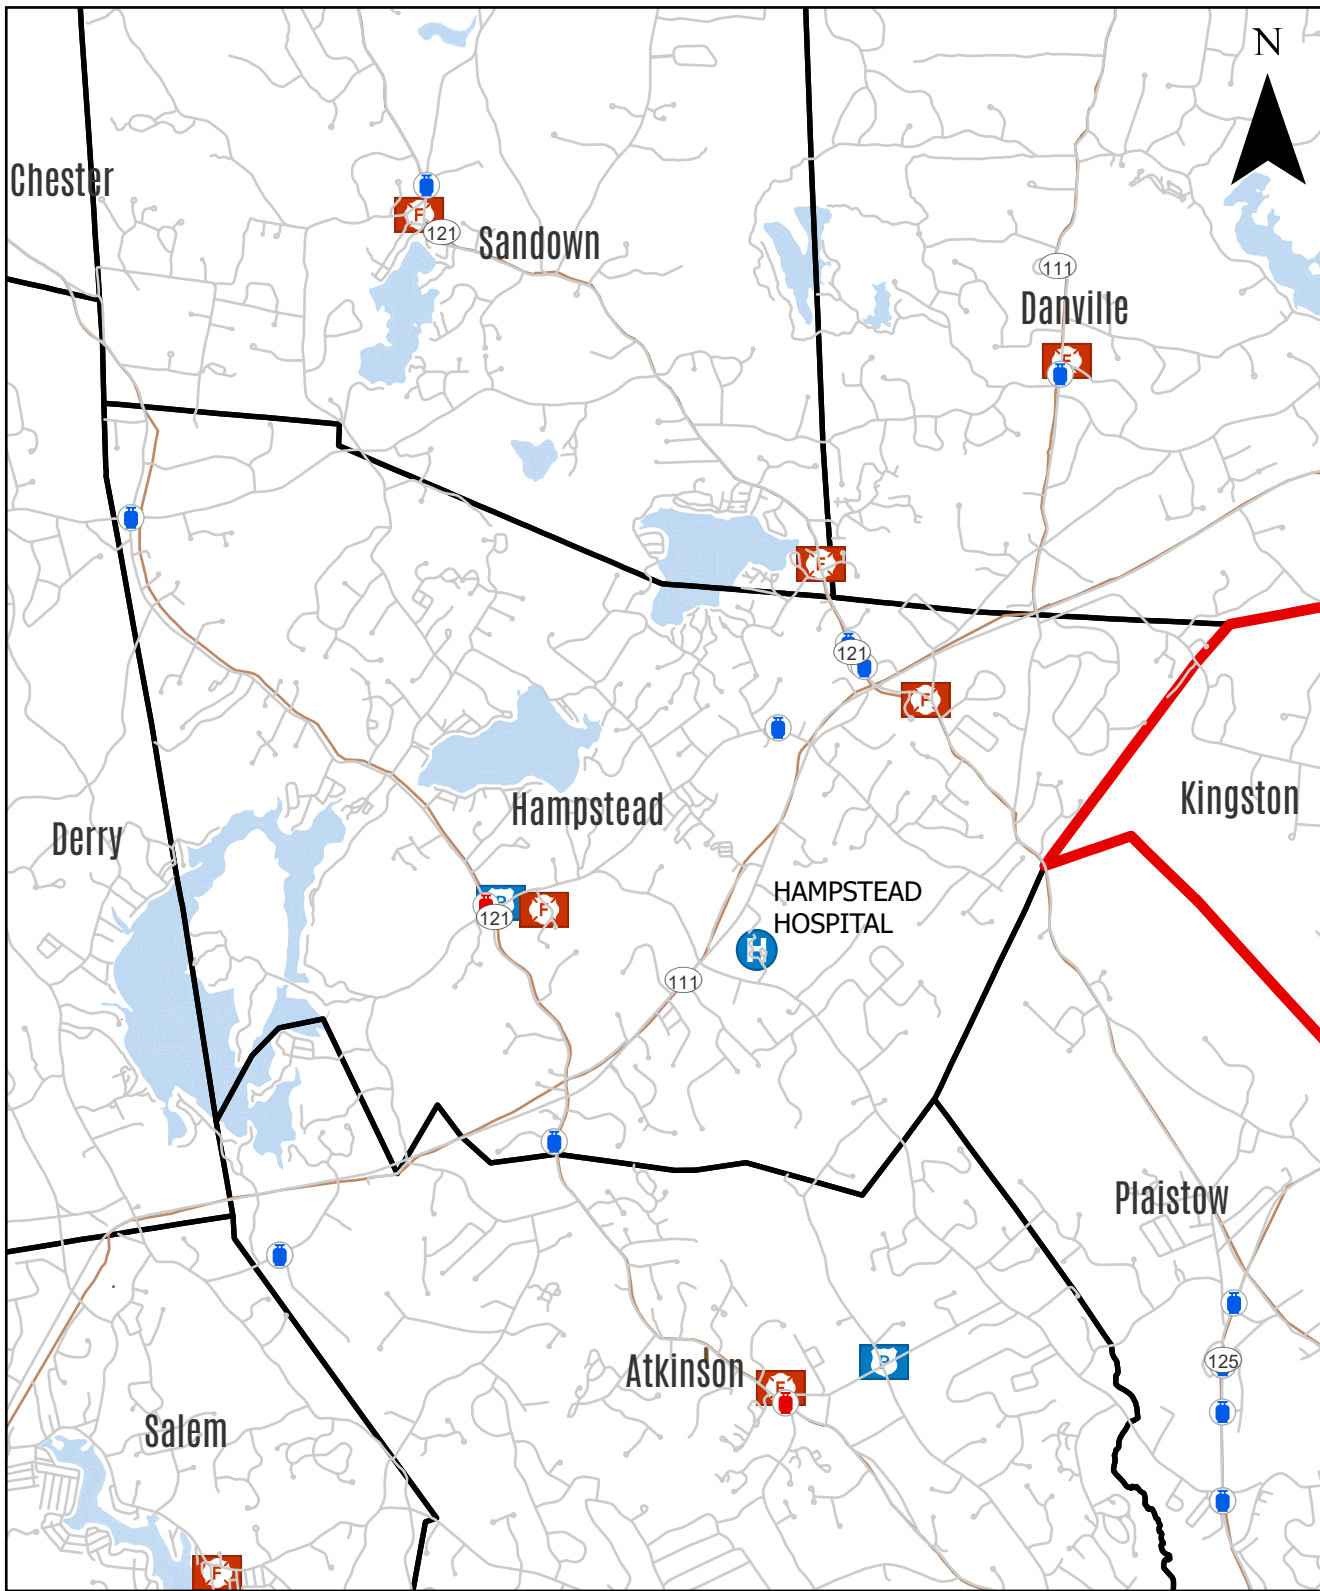 N
Chester
F
121
Sandown
111
Danville
F
F
121
F
Kingston
Hampstead
Derry
HAMPSTEAD
HOSPITAL
P
F
121
H
111
Plaistow
125
P
Atkinson
F
Salem
F